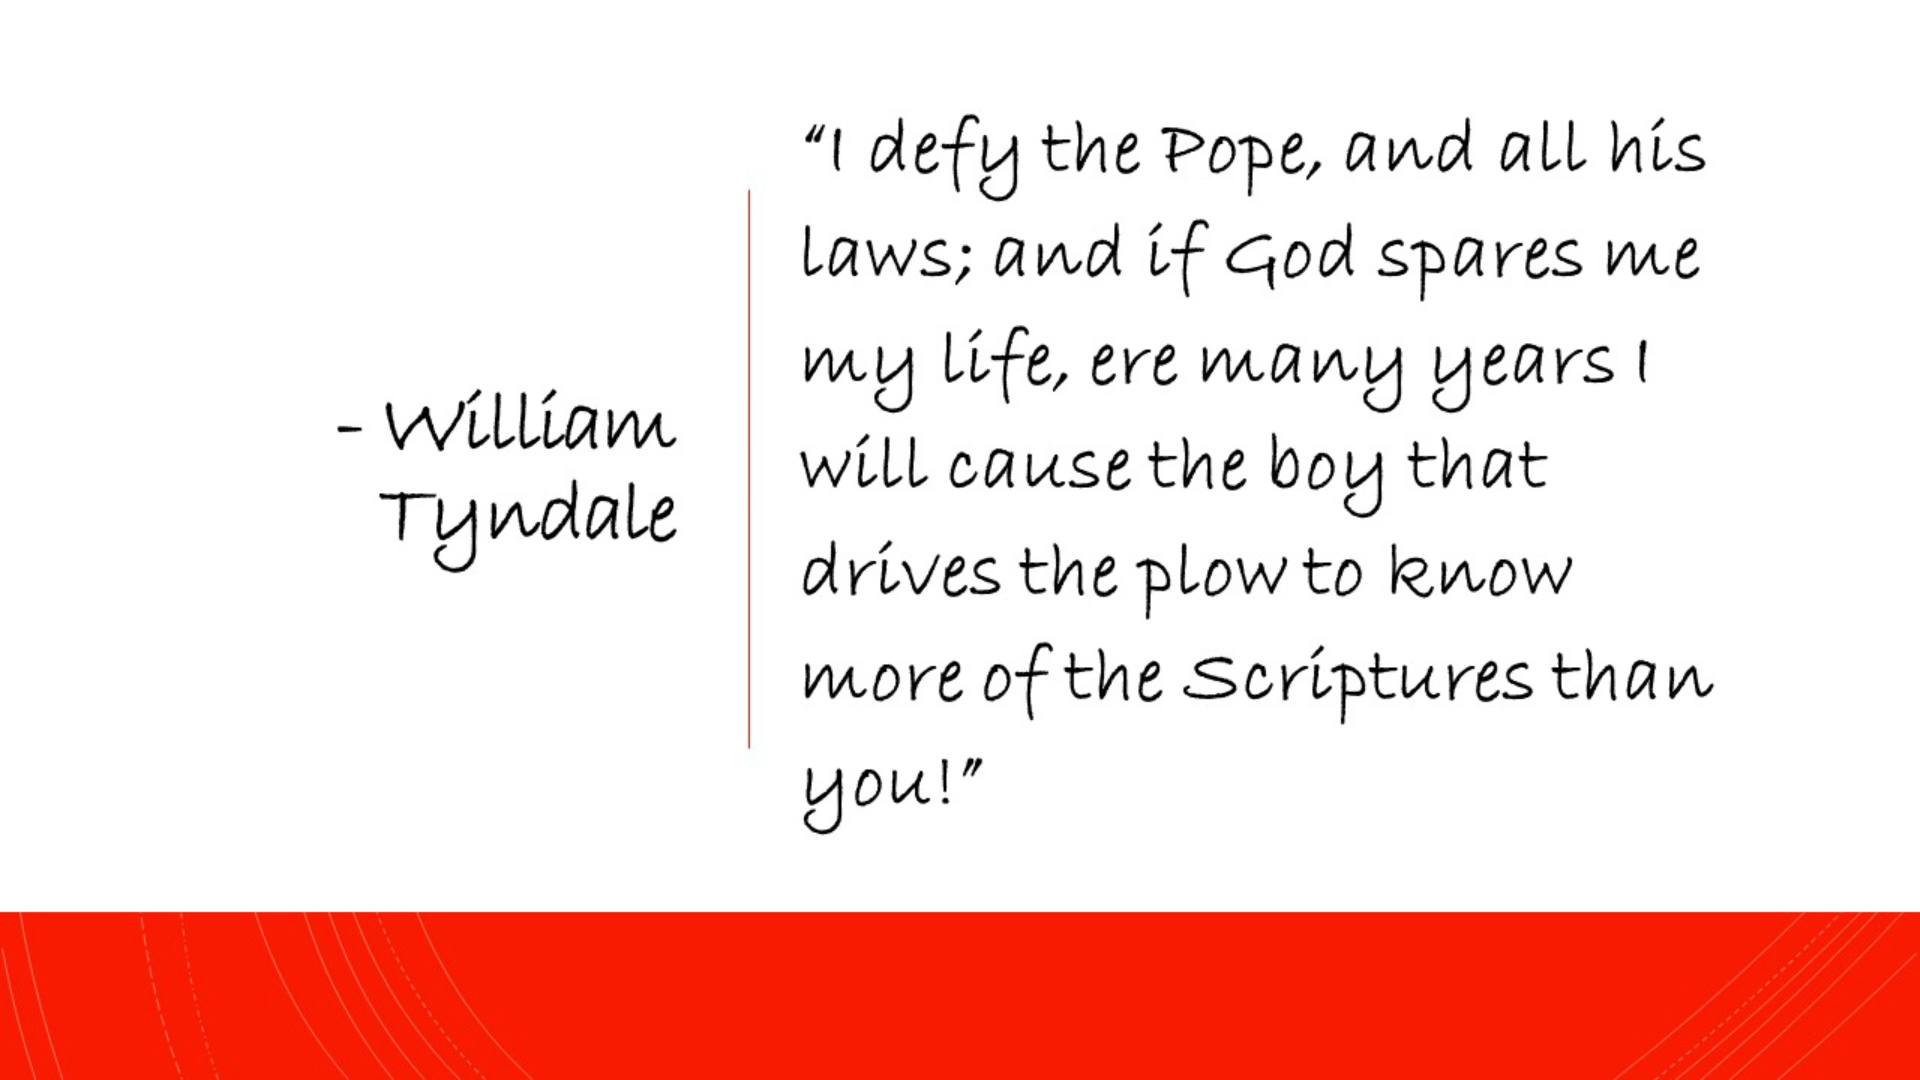 - William
Tyndale
“I defy the Pope, and all his
laws; and if God spares me
my life, ere many years I
will cause the boy that
drives the plow to know
more of the Scriptures than
you!”